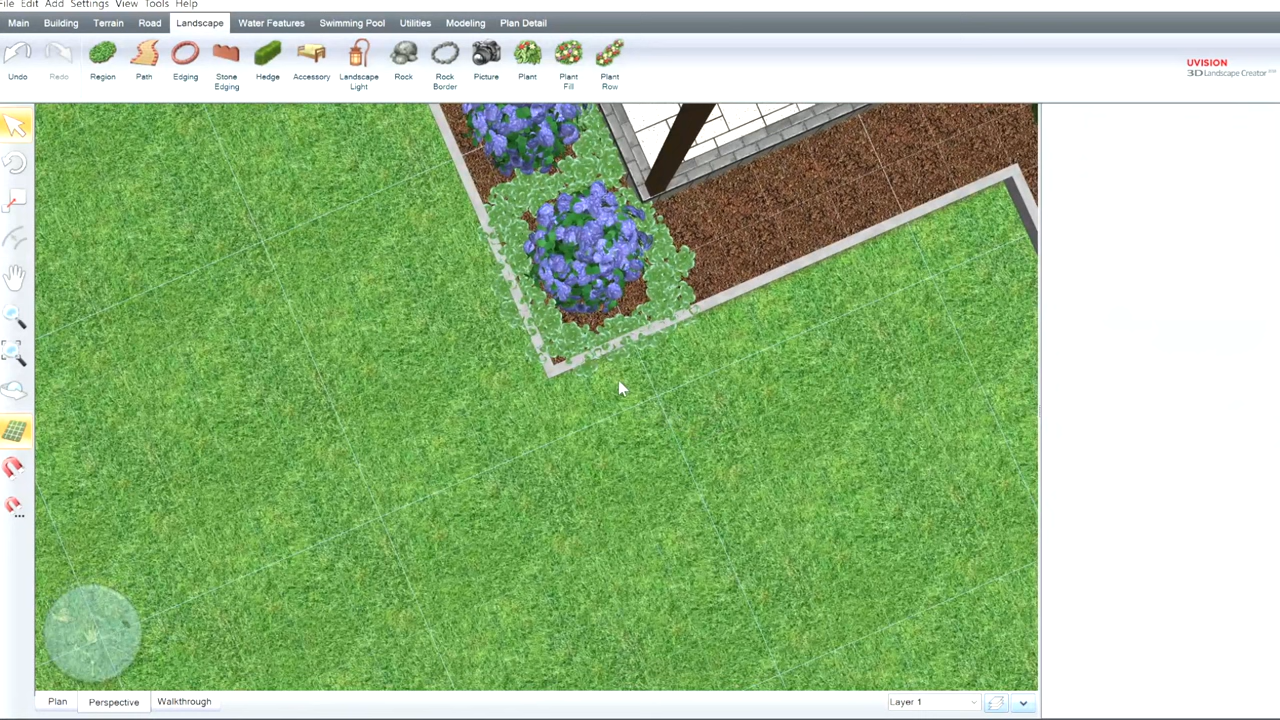 File Edit Add Settings View Tools Help
Main Building Terrain Road Landscape Water Features Swimming Pool Utilities Modeling Plan Detail
Undo Redo Region Path Edging Stone Edging Hedge Accessory Landscape Light Rock Rock Border Picture Plant Plant Fill Plant Row
UVISION
3D Landscape Creator
Plan Perspective Walkthrough Layer 1